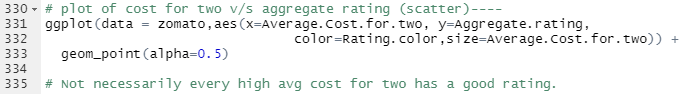 330 # plot of cost for two v/s aggregate rating (scatter)----
331 ggplot(data = zomato,aes(x=Average.Cost.for.two, y=Aggregate.rating,
332 color=Rating.color,size=Average.Cost.for.two)) +
333 geom_point(alpha=0.5)
334
335 # Not necessarily every high avg cost for two has a good rating.